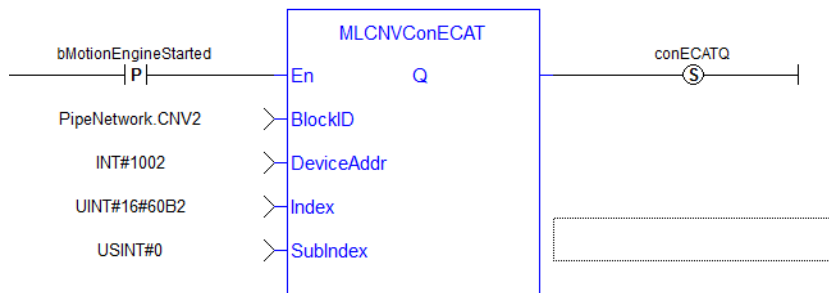 MLCNVConECAT
bMotionEngineStarted
conECATQ
P
En
Q
S
PipeNetwork.CNV2
BlockID
INT#1002
DeviceAddr
UINT#16#60B2
Index
USINT#0
SubIndex